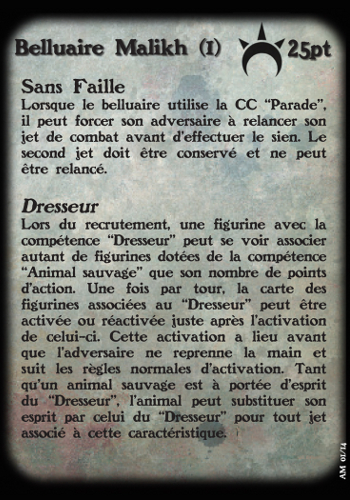 Belluaire Malikh (1) 25pt
Sans Faille
Lorsque le belluaire utilise la CC “Parade”,
il peut forcer son adversaire à relancer son
jet de combat avant d'effectuer le sien. Le
second jet doit être conservé et ne peut
être relancé.
Dresseur
Lors du recrutement, une figurine avec la
compétence “Dresseur” peut se voir associer
autant de figurines dotées de la compétence
“Animal sauvage” que son nombre de points
d'action. Une fois par tour, la carte des
figurines associées au “Dresseur” peut être
activée ou réactivée juste après l'activation
de celui-ci. Cette activation a lieu avant
que l'adversaire ne reprenne la main et
suit les règles normales d'activation. Tant
qu'un animal sauvage est à portée d'esprit
du “Dresseur”, l'animal peut substituer son
esprit par celui du “Dresseur” pour tout jet
associé à cette caractéristique.
AM 01/14